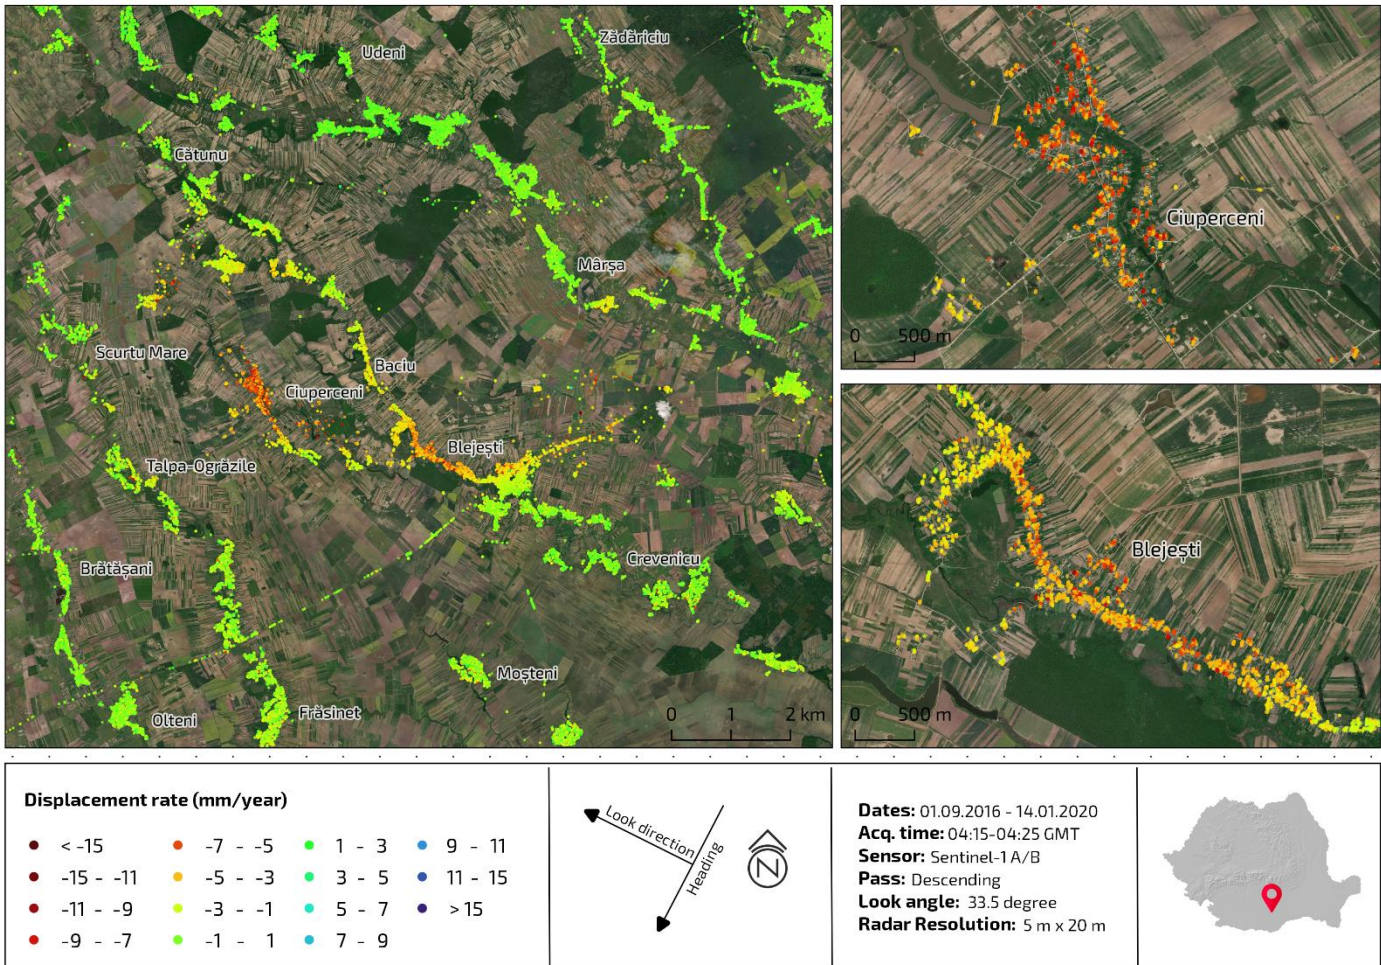 Udeni
Zădăriciu
Cătunu
Mârșa
Scurtu Mare
Baciu
Ciuperceni
Blejești
Talpa-Ogrăzile
Crevenicu
Brătășani
Moșteni
Olteni
Frăsinet
0 1 2 km
Ciuperceni
0 500 m
Blejești
0 500 m
Displacement rate (mm/year)
< -15
-15 - -11
-11 - -9
-9 - -7
-7 - -5
-5 - -3
-3 - -1
-1 - 1
1 - 3
3 - 5
5 - 7
7 - 9
9 - 11
11 - 15
> 15
Look direction
Heading
N
Dates: 01.09.2016 - 14.01.2020
Acq. time: 04:15-04:25 GMT
Sensor: Sentinel-1 A/B
Pass: Descending
Look angle: 33.5 degree
Radar Resolution: 5 m x 20 m